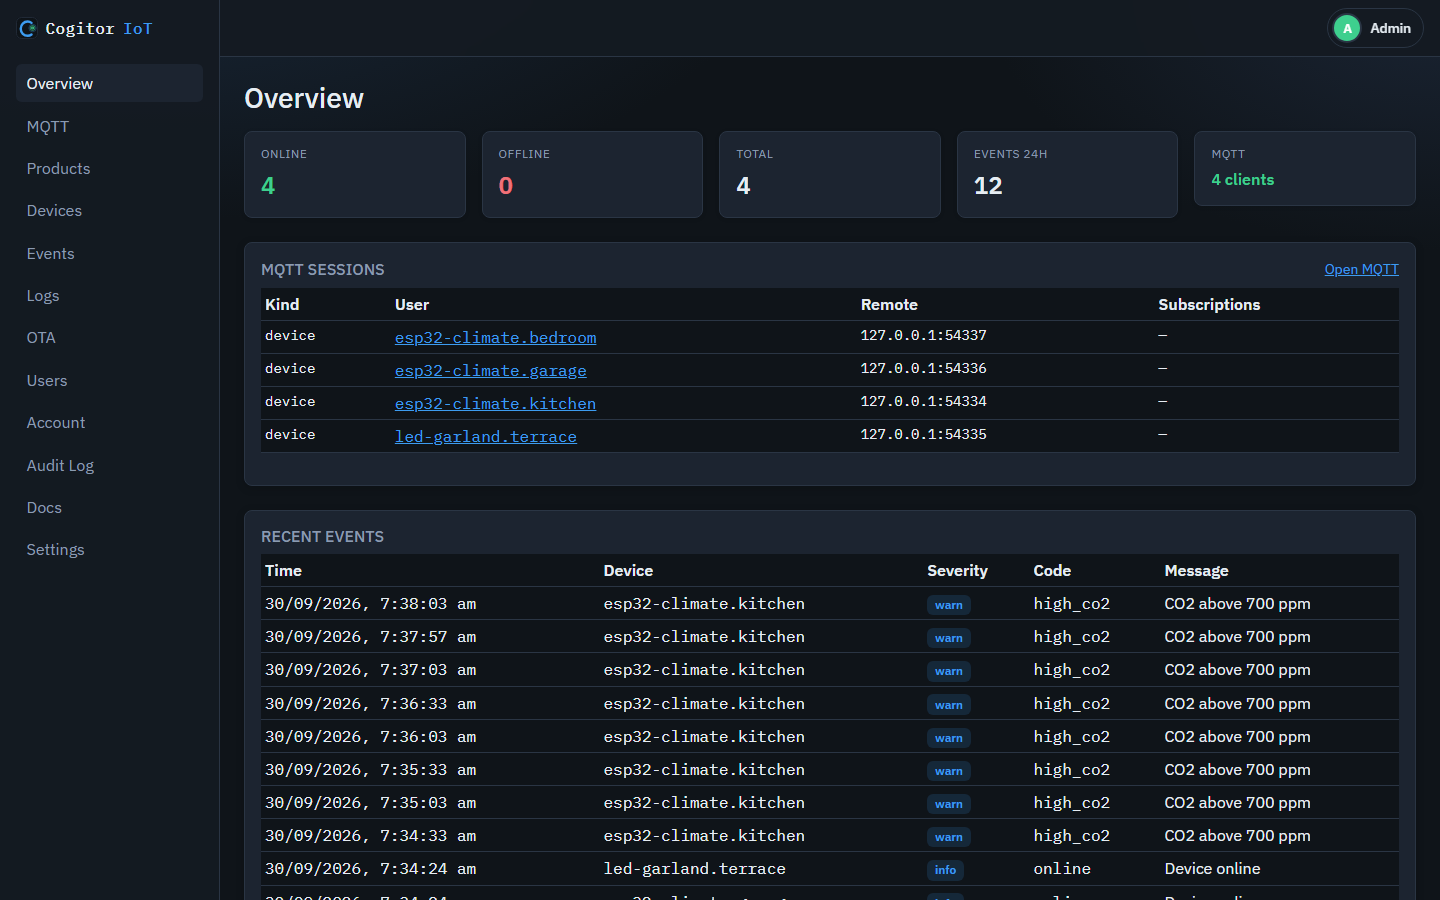 Cogitor IoT
A Admin
Overview
MQTT
Products
Devices
Events
Logs
OTA
Users
Account
Audit Log
Docs
Settings
Overview
ONLINE
4
OFFLINE
0
TOTAL
4
EVENTS 24H
12
MQTT
4 clients
MQTT SESSIONS Open MQTT
Kind User Remote Subscriptions
device esp32-climate.bedroom 127.0.0.1:54337 —
device esp32-climate.garage 127.0.0.1:54336 —
device esp32-climate.kitchen 127.0.0.1:54334 —
device led-garland.terrace 127.0.0.1:54335 —
RECENT EVENTS
Time Device Severity Code Message
30/09/2026, 7:38:03 am esp32-climate.kitchen warn high_co2 CO2 above 700 ppm
30/09/2026, 7:37:57 am esp32-climate.kitchen warn high_co2 CO2 above 700 ppm
30/09/2026, 7:37:03 am esp32-climate.kitchen warn high_co2 CO2 above 700 ppm
30/09/2026, 7:36:33 am esp32-climate.kitchen warn high_co2 CO2 above 700 ppm
30/09/2026, 7:36:03 am esp32-climate.kitchen warn high_co2 CO2 above 700 ppm
30/09/2026, 7:35:33 am esp32-climate.kitchen warn high_co2 CO2 above 700 ppm
30/09/2026, 7:35:03 am esp32-climate.kitchen warn high_co2 CO2 above 700 ppm
30/09/2026, 7:34:33 am esp32-climate.kitchen warn high_co2 CO2 above 700 ppm
30/09/2026, 7:34:24 am led-garland.terrace info online Device online